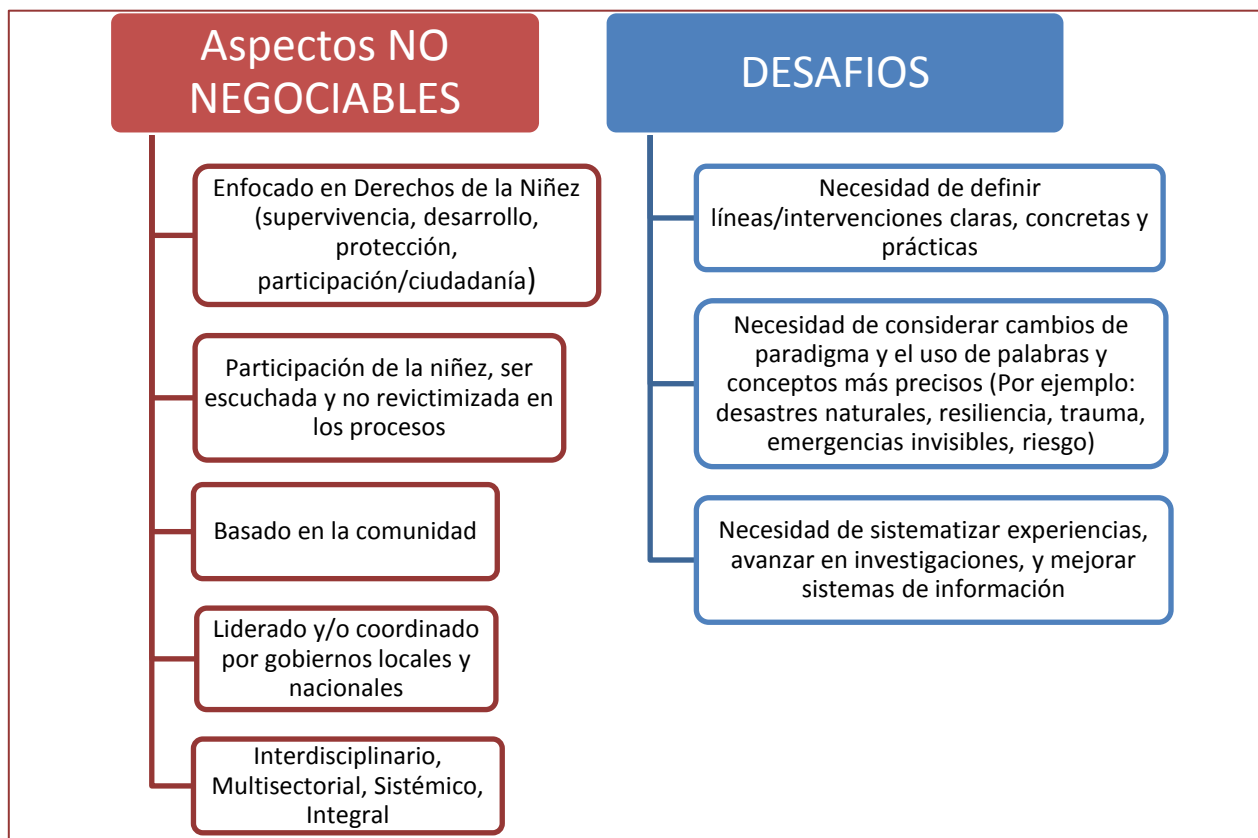 Aspectos NO
NEGOCIABLES
Enfocado en Derechos de la Niñez
(supervivencia, desarrollo,
protección,
participación/ciudadanía)
Participación de la niñez, ser
escuchada y no revictimizada en
los procesos
Basado en la comunidad
Liderado y/o coordinado
por gobiernos locales y
nacionales
Interdisciplinario,
Multisectorial, Sistémico,
Integral
DESAFIOS
Necesidad de definir
líneas/intervenciones claras, concretas y
prácticas
Necesidad de considerar cambios de
paradigma y el uso de palabras y
conceptos más precisos (Por ejemplo:
desastres naturales, resiliencia, trauma,
emergencias invisibles, riesgo)
Necesidad de sistematizar experiencias,
avanzar en investigaciones, y mejorar
sistemas de información